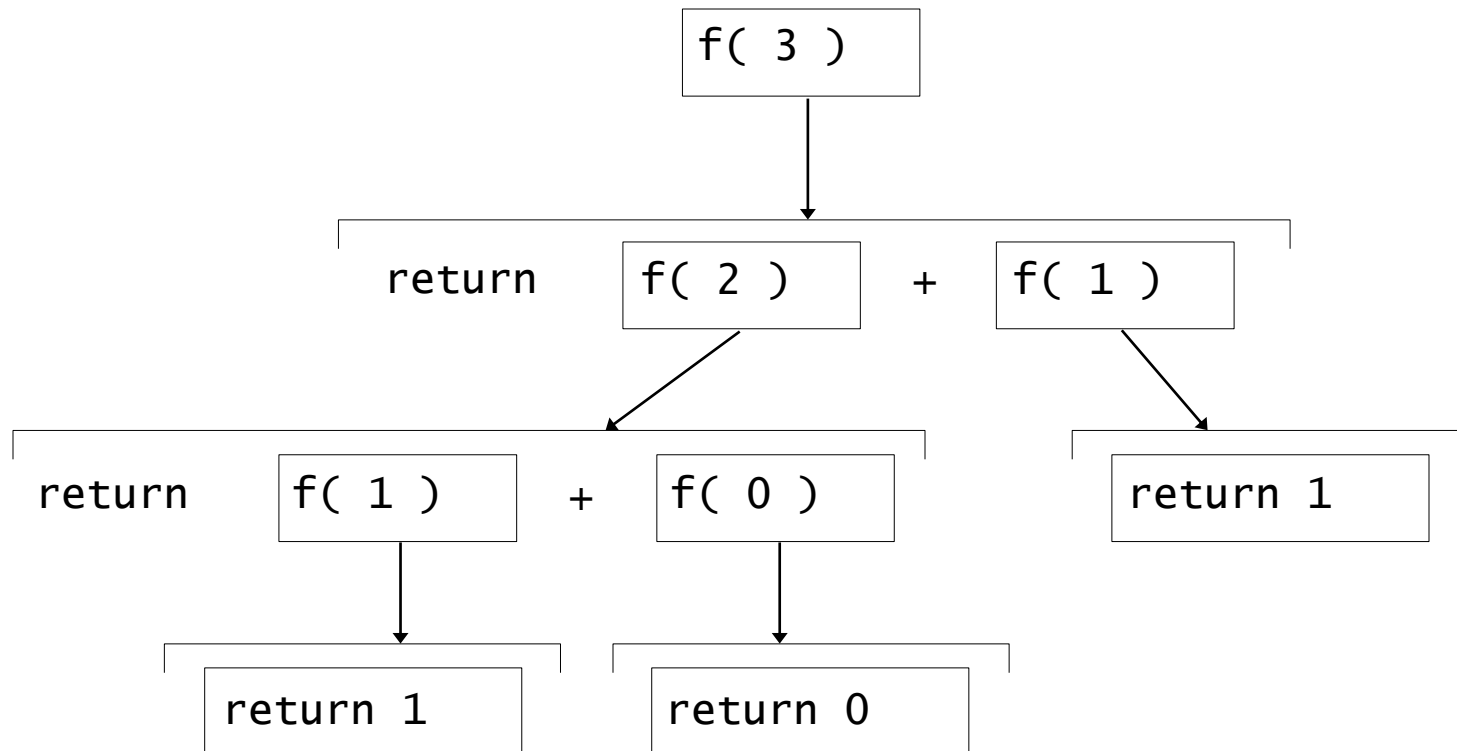 f( 3 )
return f( 2 ) + f( 1 )
return f( 1 ) + f( 0 )
return 1
return 1
return 0